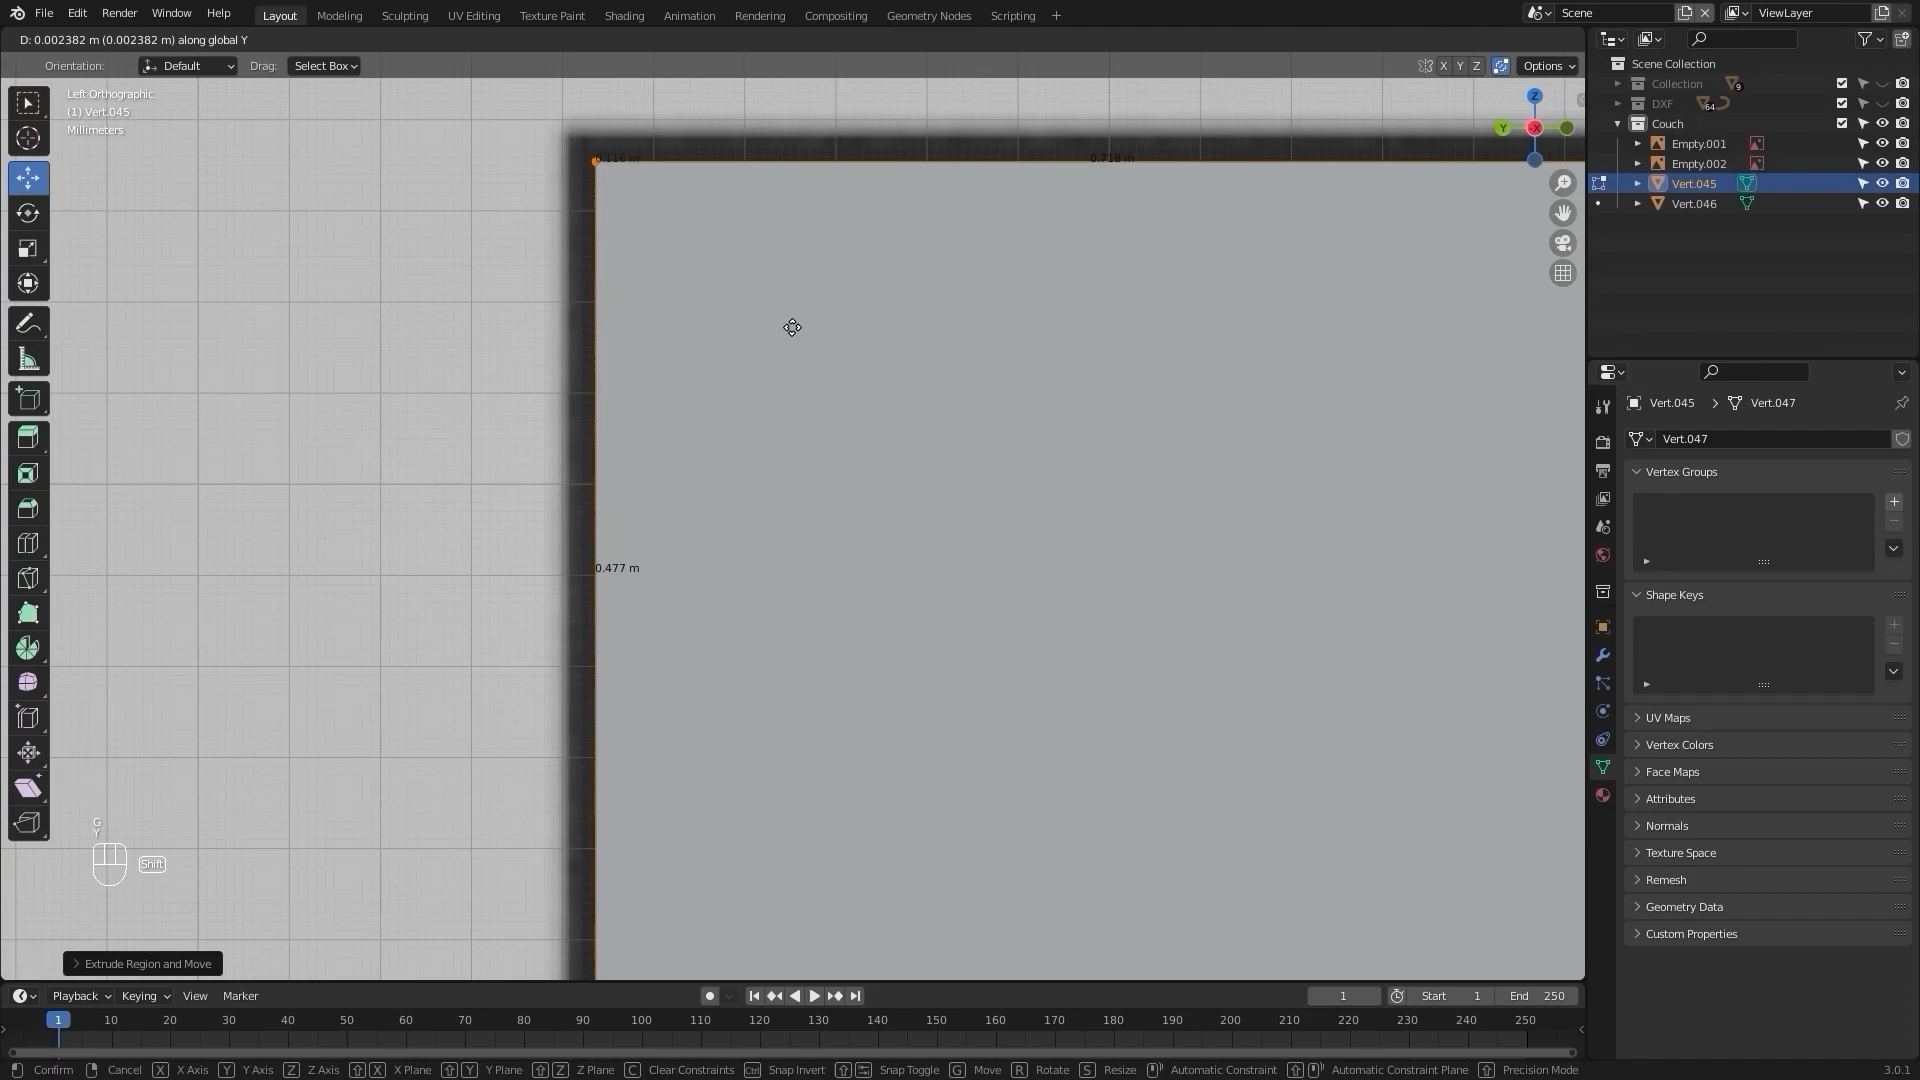 File Edit Render Window Help Layout Modeling Sculpting UV Editing Texture Paint Shading Animation Rendering Compositing Geometry Nodes Scripting + Scene ViewLayer
D: 0.002382 m (0.002382 m) along global Y
Orientation: Default Drag: Select Box X Y Z Options
Left Orthographic
(1) Vert.045
Millimeters
0.718 m
0.477 m
Z
Y
X
G
Y
Shift
Extrude Region and Move
Scene Collection
Collection 9
DXF 64
Couch
Empty.001
Empty.002
Vert.045
Vert.046
Vert.045 > Vert.047
Vert.047
Vertex Groups
Shape Keys
UV Maps
Vertex Colors
Face Maps
Attributes
Normals
Texture Space
Remesh
Geometry Data
Custom Properties
Playback Keying View Marker 1 Start 1 End 250
1 10 20 30 40 50 60 70 80 90 100 110 120 130 140 150 160 170 180 190 200 210 220 230 240 250
Confirm Cancel X X Axis Y Y Axis Z Z Axis X X Plane Y Y Plane Z Z Plane C Clear Constraints Ctrl Snap Invert Snap Toggle G Move R Rotate S Resize Automatic Constraint Automatic Constraint Plane Precision Mode 3.0.1